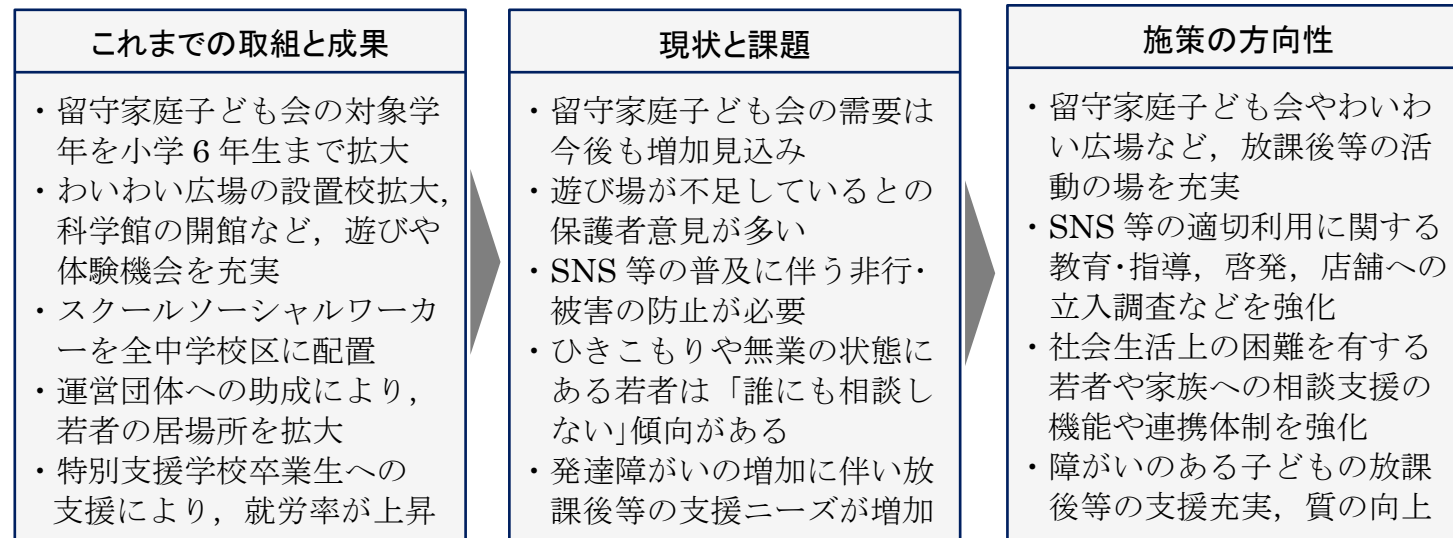 これまでの取組と成果
・留守家庭子ども会の対象学
年を小学6年生まで拡大
・わいわい広場の設置校拡大,
科学館の開館など，遊びや
体験機会を充実
・スクールソーシャルワーカ
ーを全中学校区に配置
・運営団体への助成により，
若者の居場所を拡大
・特別支援学校卒業生への
支援により，就労率が上昇
現状と課題
・留守家庭子ども会の需要は
今後も増加見込み
・遊び場が不足しているとの
保護者意見が多い
・SNS 等の普及に伴う非行･
被害の防止が必要
・ひきこもりや無業の状態に
ある若者は「誰にも相談し
ない｣傾向がある
・発達障がいの増加に伴い放
課後等の支援ニーズが増加
施策の方向性
・留守家庭子ども会やわいわ
い広場など，放課後等の活
動の場を充実
・SNS 等の適切利用に関する
教育･指導，啓発，店舗への
立入調査などを強化
・社会生活上の困難を有する
若者や家族への相談支援の
機能や連携体制を強化
・障がいのある子どもの放課
後等の支援充実，質の向上